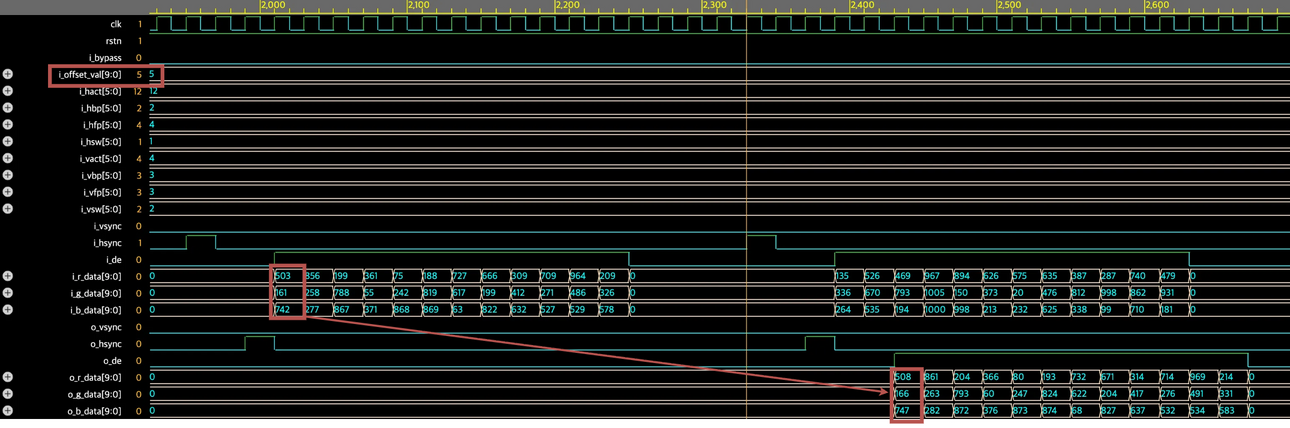 2,000 2,100 2,200 2,300 2,400 2,500 2,600
clk 1
rstn 1
i_bypass 0
i_offset_val[9:0] 5 5
i_hact[5:0] 12 12
i_hbp[5:0] 2 2
i_hfp[5:0] 4 4
i_hsw[5:0] 1 1
i_vact[5:0] 4 4
i_vbp[5:0] 3 3
i_vfp[5:0] 3 3
i_vsw[5:0] 2 2
i_vsync 0
i_hsync 1
i_de 0
i_r_data[9:0] 0 0 503 356 199 361 75 188 727 666 309 709 964 209 0 135 526 469 967 894 626 575 635 387 287 740 479 0
i_g_data[9:0] 0 0 161 258 788 55 242 819 617 199 412 271 486 326 0 336 670 793 1005 150 373 20 476 812 998 862 931 0
i_b_data[9:0] 0 0 742 277 867 371 868 869 63 822 632 527 529 578 0 264 535 194 1000 998 213 232 625 338 99 710 181 0
o_vsync 0
o_hsync 0
o_de 0
o_r_data[9:0] 0 0 508 861 204 366 80 193 732 671 314 714 969 214 0
o_g_data[9:0] 0 0 166 263 793 60 247 824 622 204 417 276 491 331 0
o_b_data[9:0] 0 0 747 282 872 376 873 874 68 827 637 532 534 583 0